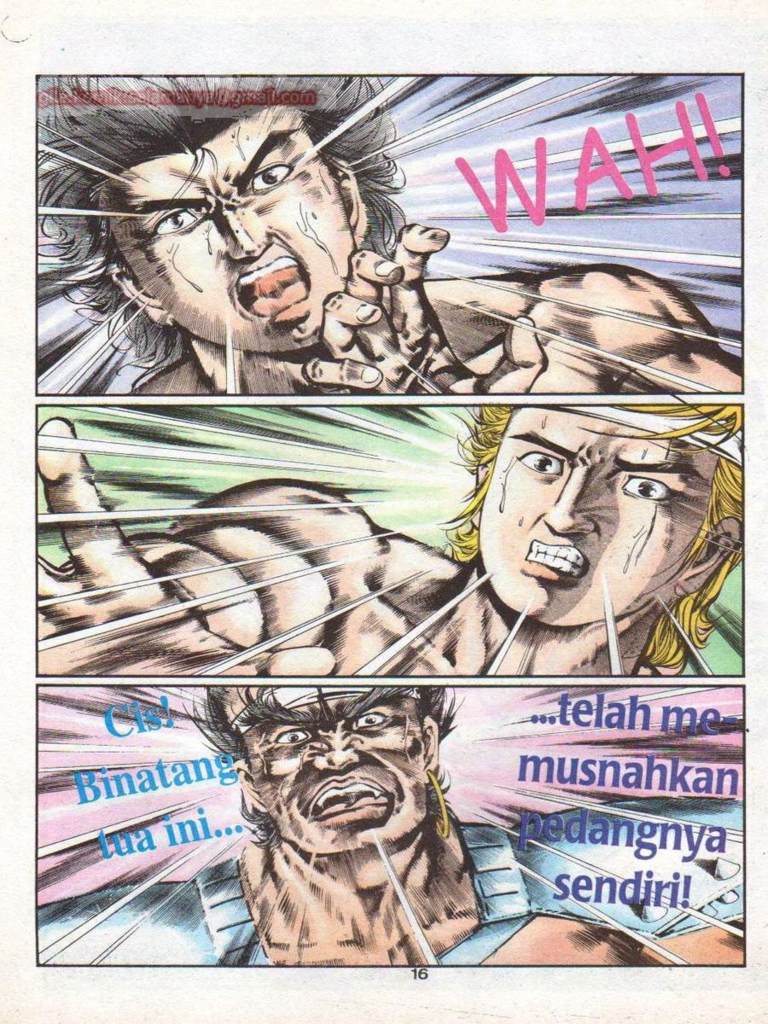 WAH!
Cis!
Binatang
tua ini...
...telah me-
musnahkan
pedangnya
sendiri!
16